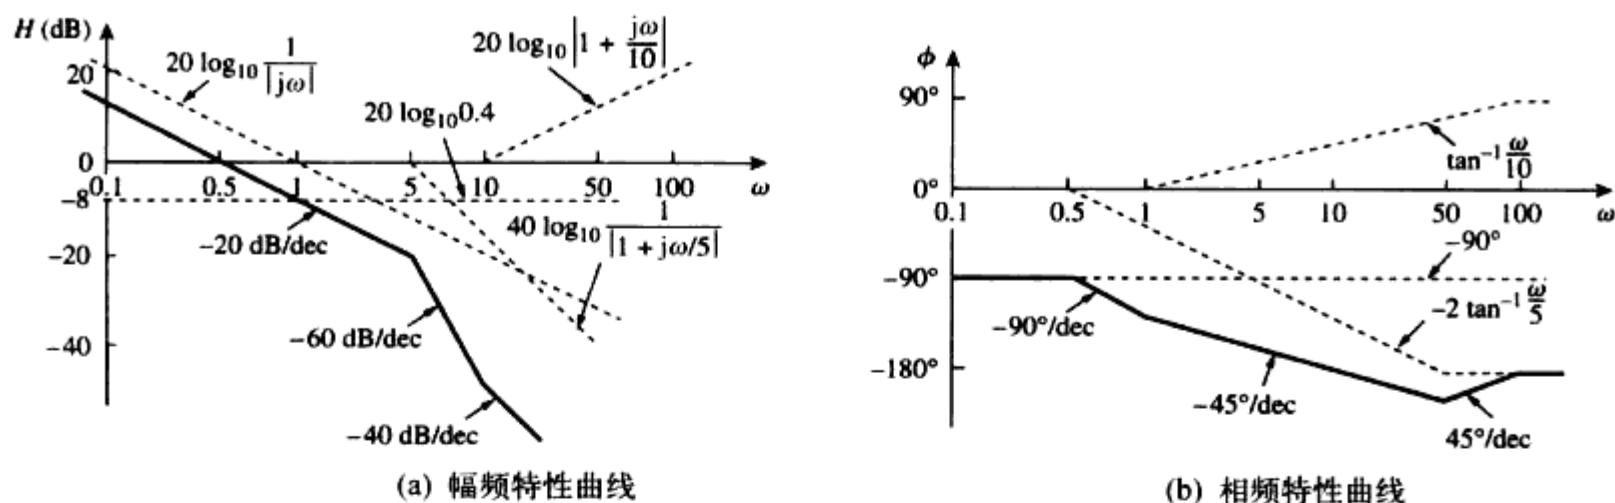 H (dB)
20 log₁₀ 1/|jω|
20 log₁₀ |1 + jω/10|
20 log₁₀0.4
20
0
-8
-20
-40
0.1 0.5 1 5 10 50 100 ω
40 log₁₀ 1/|1 + jω/5|
-20 dB/dec
-60 dB/dec
-40 dB/dec
(a) 幅频特性曲线
ϕ
90°
0°
-90°
-180°
0.1 0.5 1 5 10 50 100 ω
tan⁻¹ ω/10
-90°
-2 tan⁻¹ ω/5
-90°/dec
-45°/dec
45°/dec
(b) 相频特性曲线